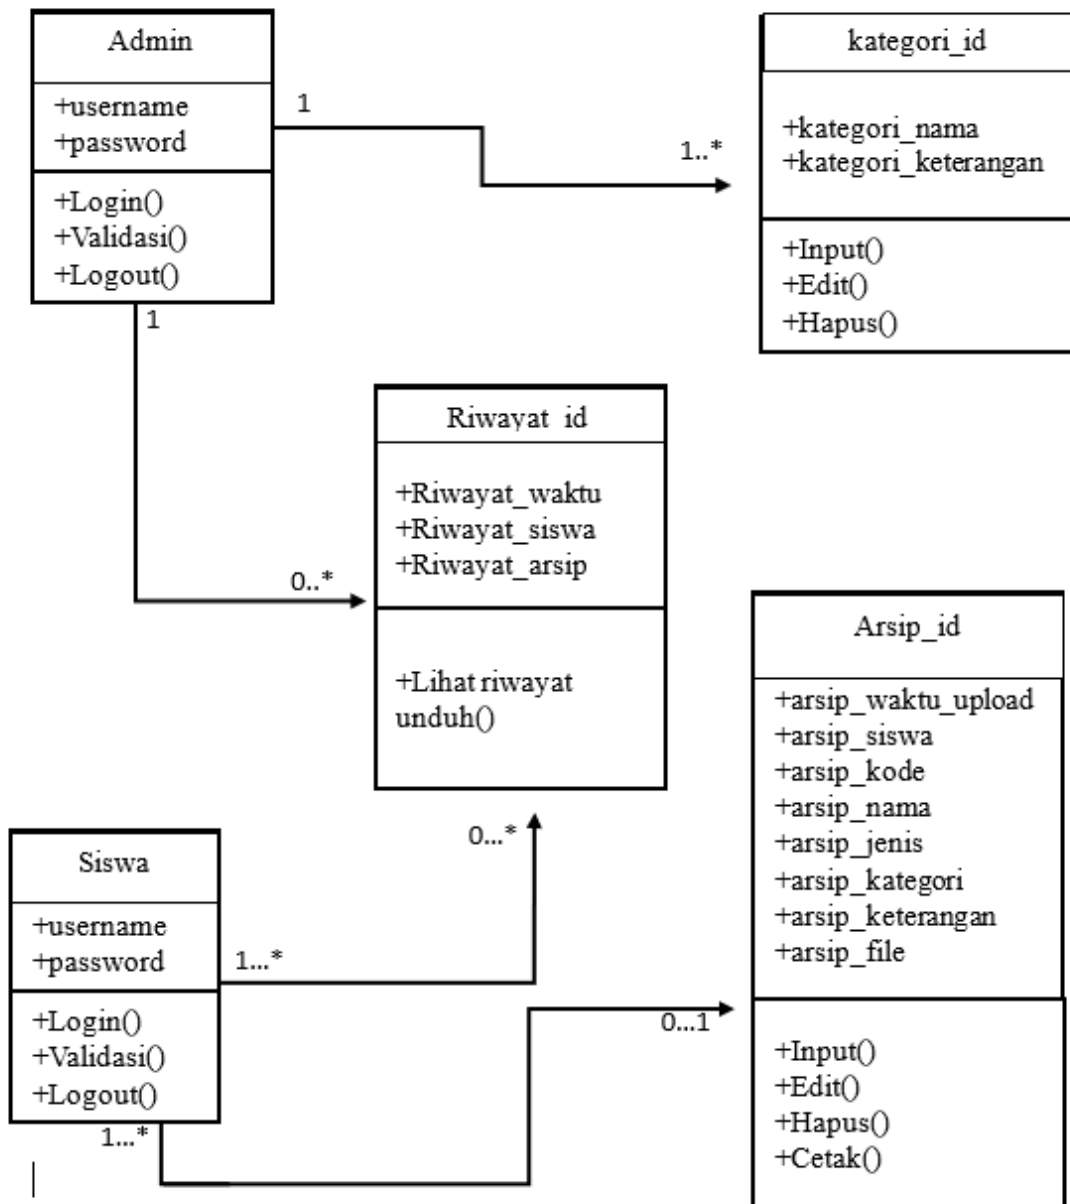 Admin
+username
+password
+Login()
+Validasi()
+Logout()
1
1..*
kategori_id
+kategori_nama
+kategori_keterangan
+Input()
+Edit()
+Hapus()
1
0..*
Riwayat_id
+Riwayat_waktu
+Riwayat_siswa
+Riwayat_arsip
+Lihat riwayat
unduh()
Arsip_id
+arsip_waktu_upload
+arsip_siswa
+arsip_kode
+arsip_nama
+arsip_jenis
+arsip_kategori
+arsip_keterangan
+arsip_file
+Input()
+Edit()
+Hapus()
+Cetak()
Siswa
+username
+password
+Login()
+Validasi()
+Logout()
1...*
0...*
1...*
0...1